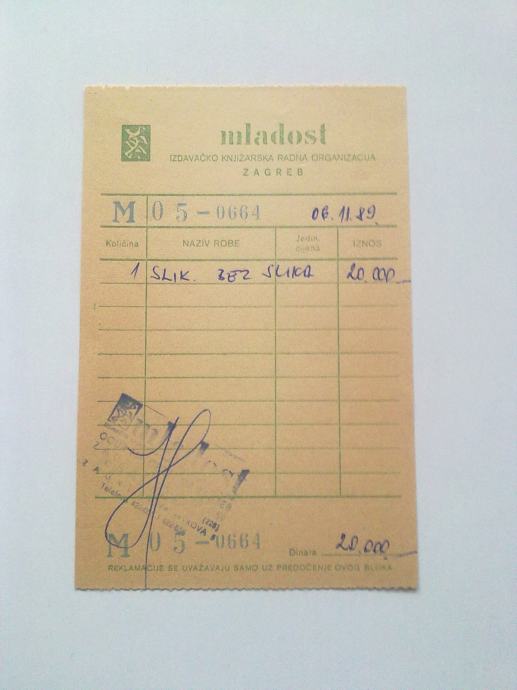 mladost
IZDAVAČKO KNJIŽARSKA RADNA ORGANIZACIJA
ZAGREB
M 05-0664 06.11.89.
Količina NAZIV ROBE Jedin. cijena IZNOS
1 SLIK. BEZ SLIKA 20.000
M 05-0664
Dinara 20.000
REKLAMACIJE SE UVAŽAVAJU SAMO UZ PREDOČENJE OVOG BLOKA